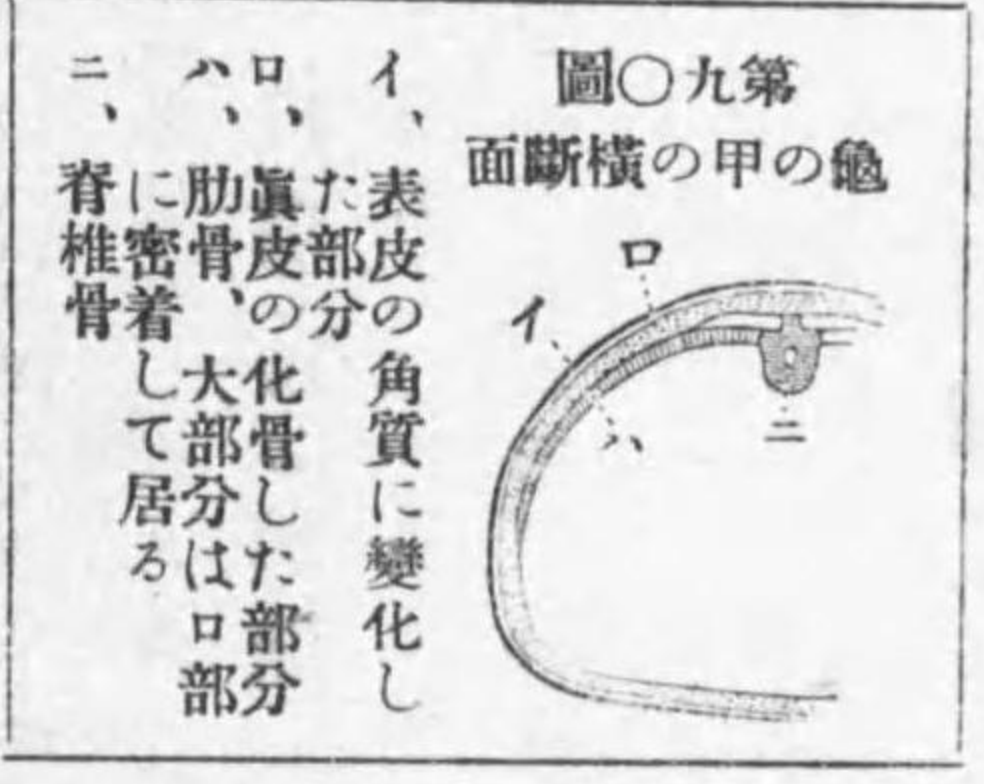 第九〇圖
龜の甲の橫斷面
ロ
イ
ハ
ニ
イ、表皮の角質に變化し
た部分
ロ、眞皮の化骨した部分
ハ、肋骨、大部分はロ部
に密着して居る
ニ、脊椎骨